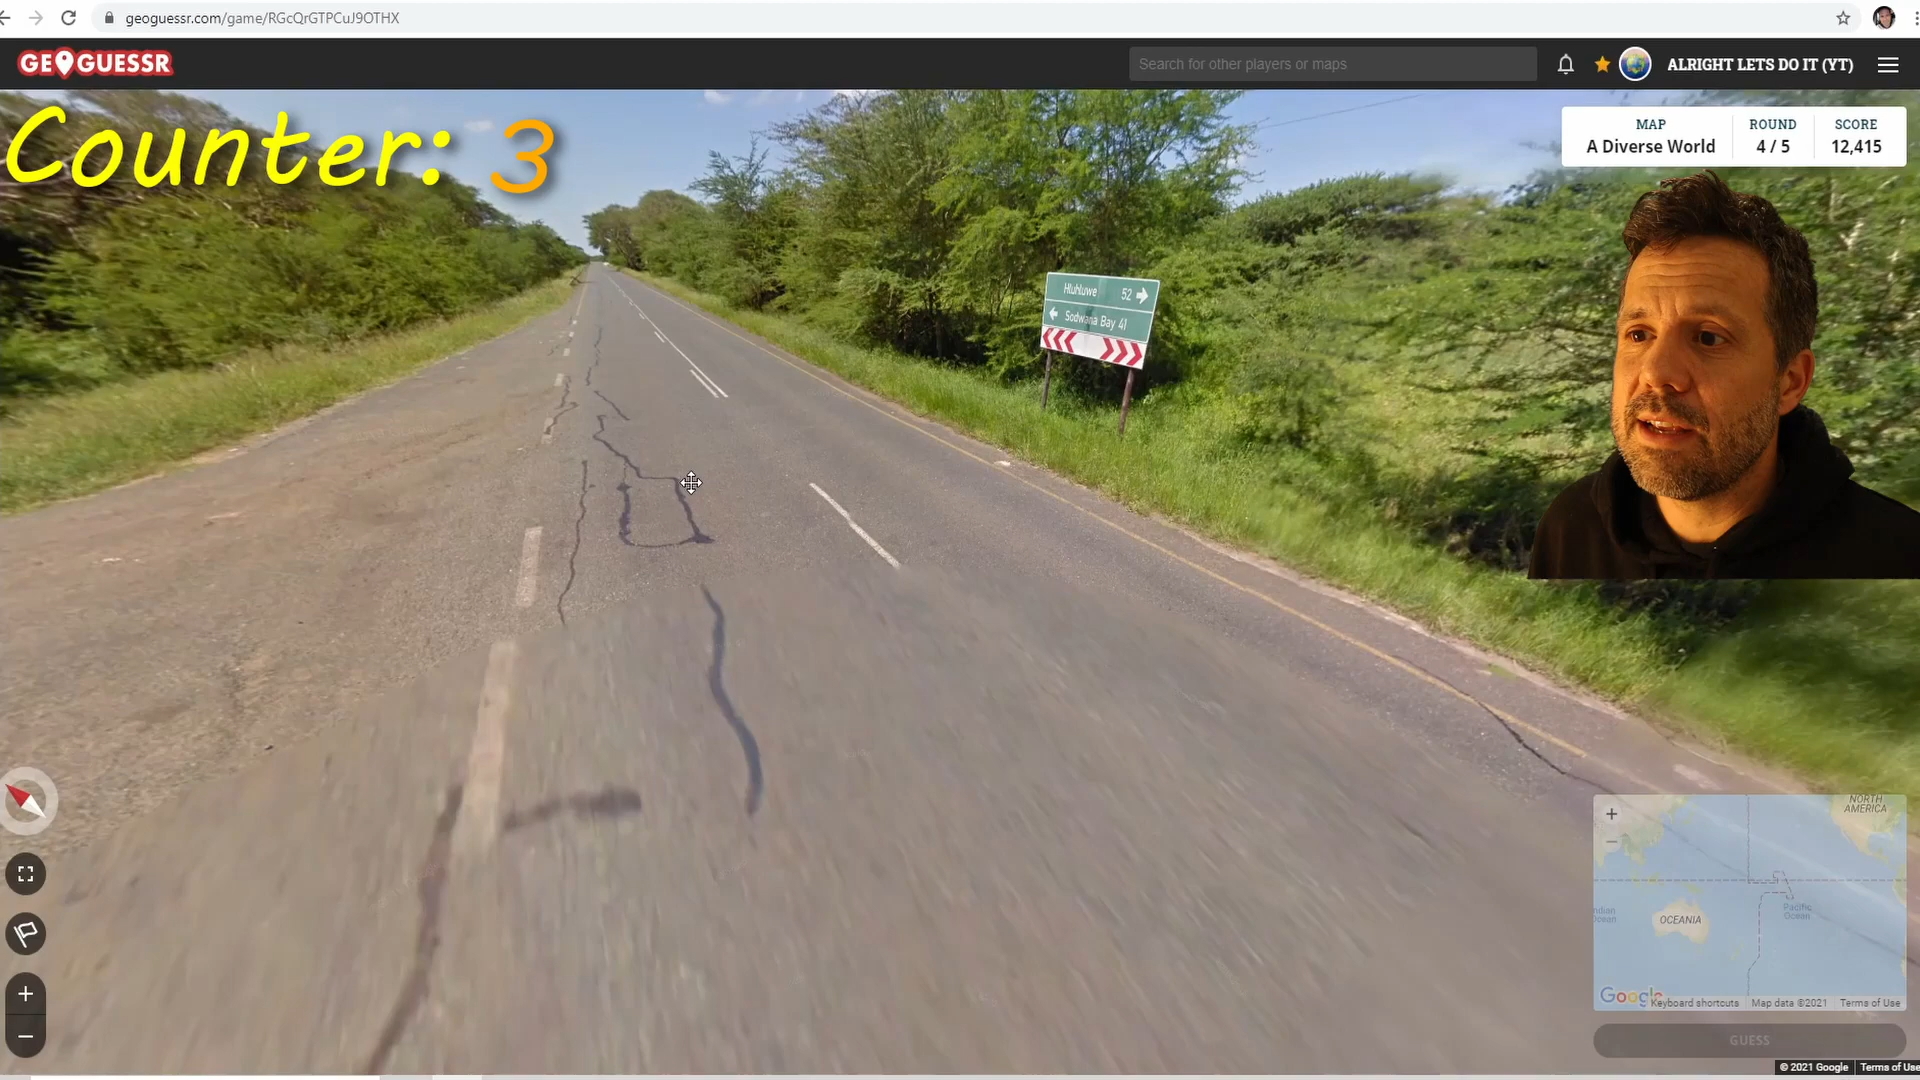 geoguessr.com/game/RGcQrGTPCuJ9OTHX
GEOGUESSR
Search for other players or maps
ALRIGHT LETS DO IT (YT)
Counter: 3
MAP
A Diverse World
ROUND
4 / 5
SCORE
12,415
Hluhluwe 52
Sodwana Bay 41
NORTH
AMERICA
OCEANIA
Pacific
Ocean
ndian
Ocean
Google
Keyboard shortcuts
Map data ©2021
Terms of Use
GUESS
© 2021 Google
Terms of Use